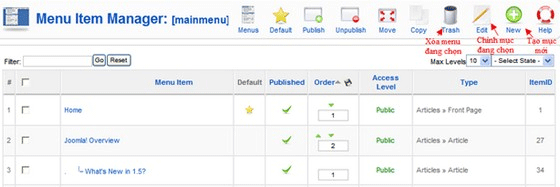 Menu Item Manager: [mainmenu]
Menus Default Publish Unpublish Move Copy Trash Edit New Help
Xóa menu đang chọn
Chỉnh mục đang chọn
Tạo mục mới
Filter: Go Reset Max Levels 10 - Select State -
# Menu Item Default Published Order Access Level Type ItemID
1 Home 1 Public Articles » Front Page 1
2 Joomla! Overview 2 Public Articles » Article 27
3 . What's New in 1.5? 1 Public Articles » Article 34